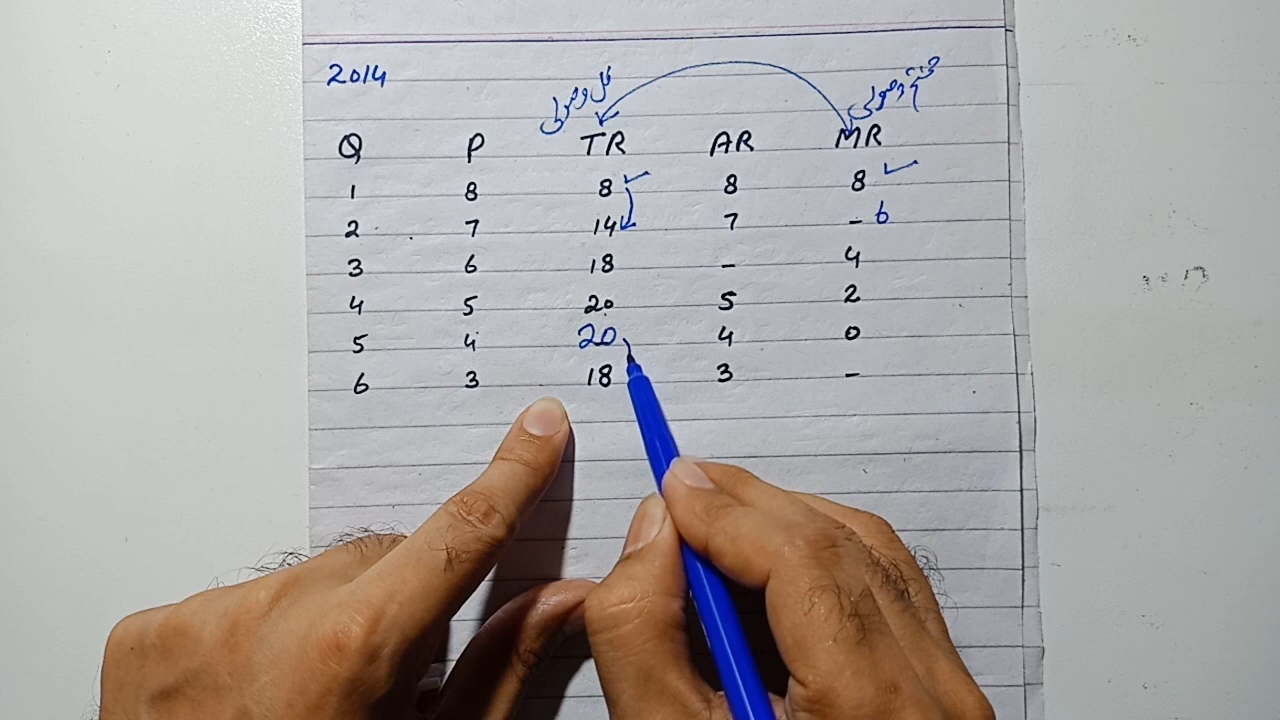 2014
کل وصولی
مختتم وصولی
Q P TR AR MR
1 8 8 8 8
2 7 14 7 - 6
3 6 18 - 4
4 5 20 5 2
5 4 20 4 0
6 3 18 3 -